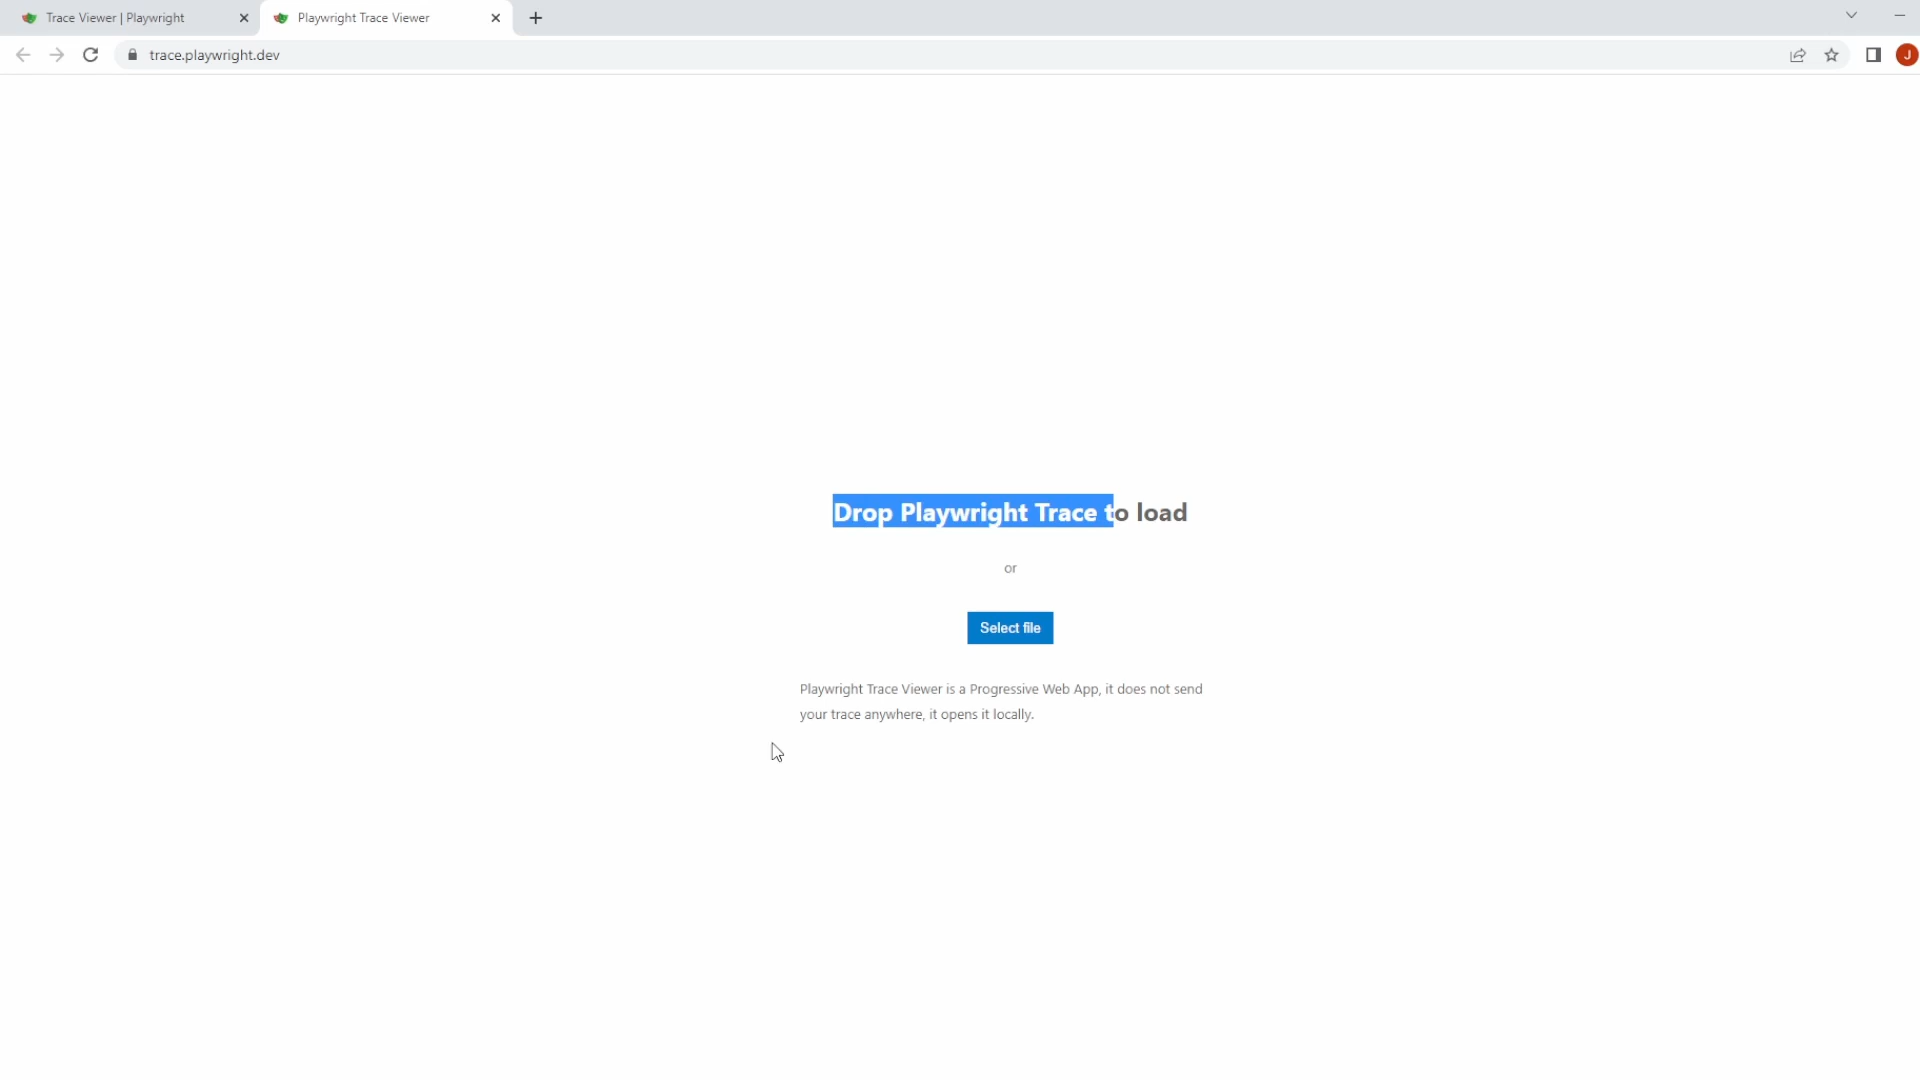 Trace Viewer | Playwright
Playwright Trace Viewer
trace.playwright.dev
J
Drop Playwright Trace to load
or
Select file
Playwright Trace Viewer is a Progressive Web App, it does not send
your trace anywhere, it opens it locally.